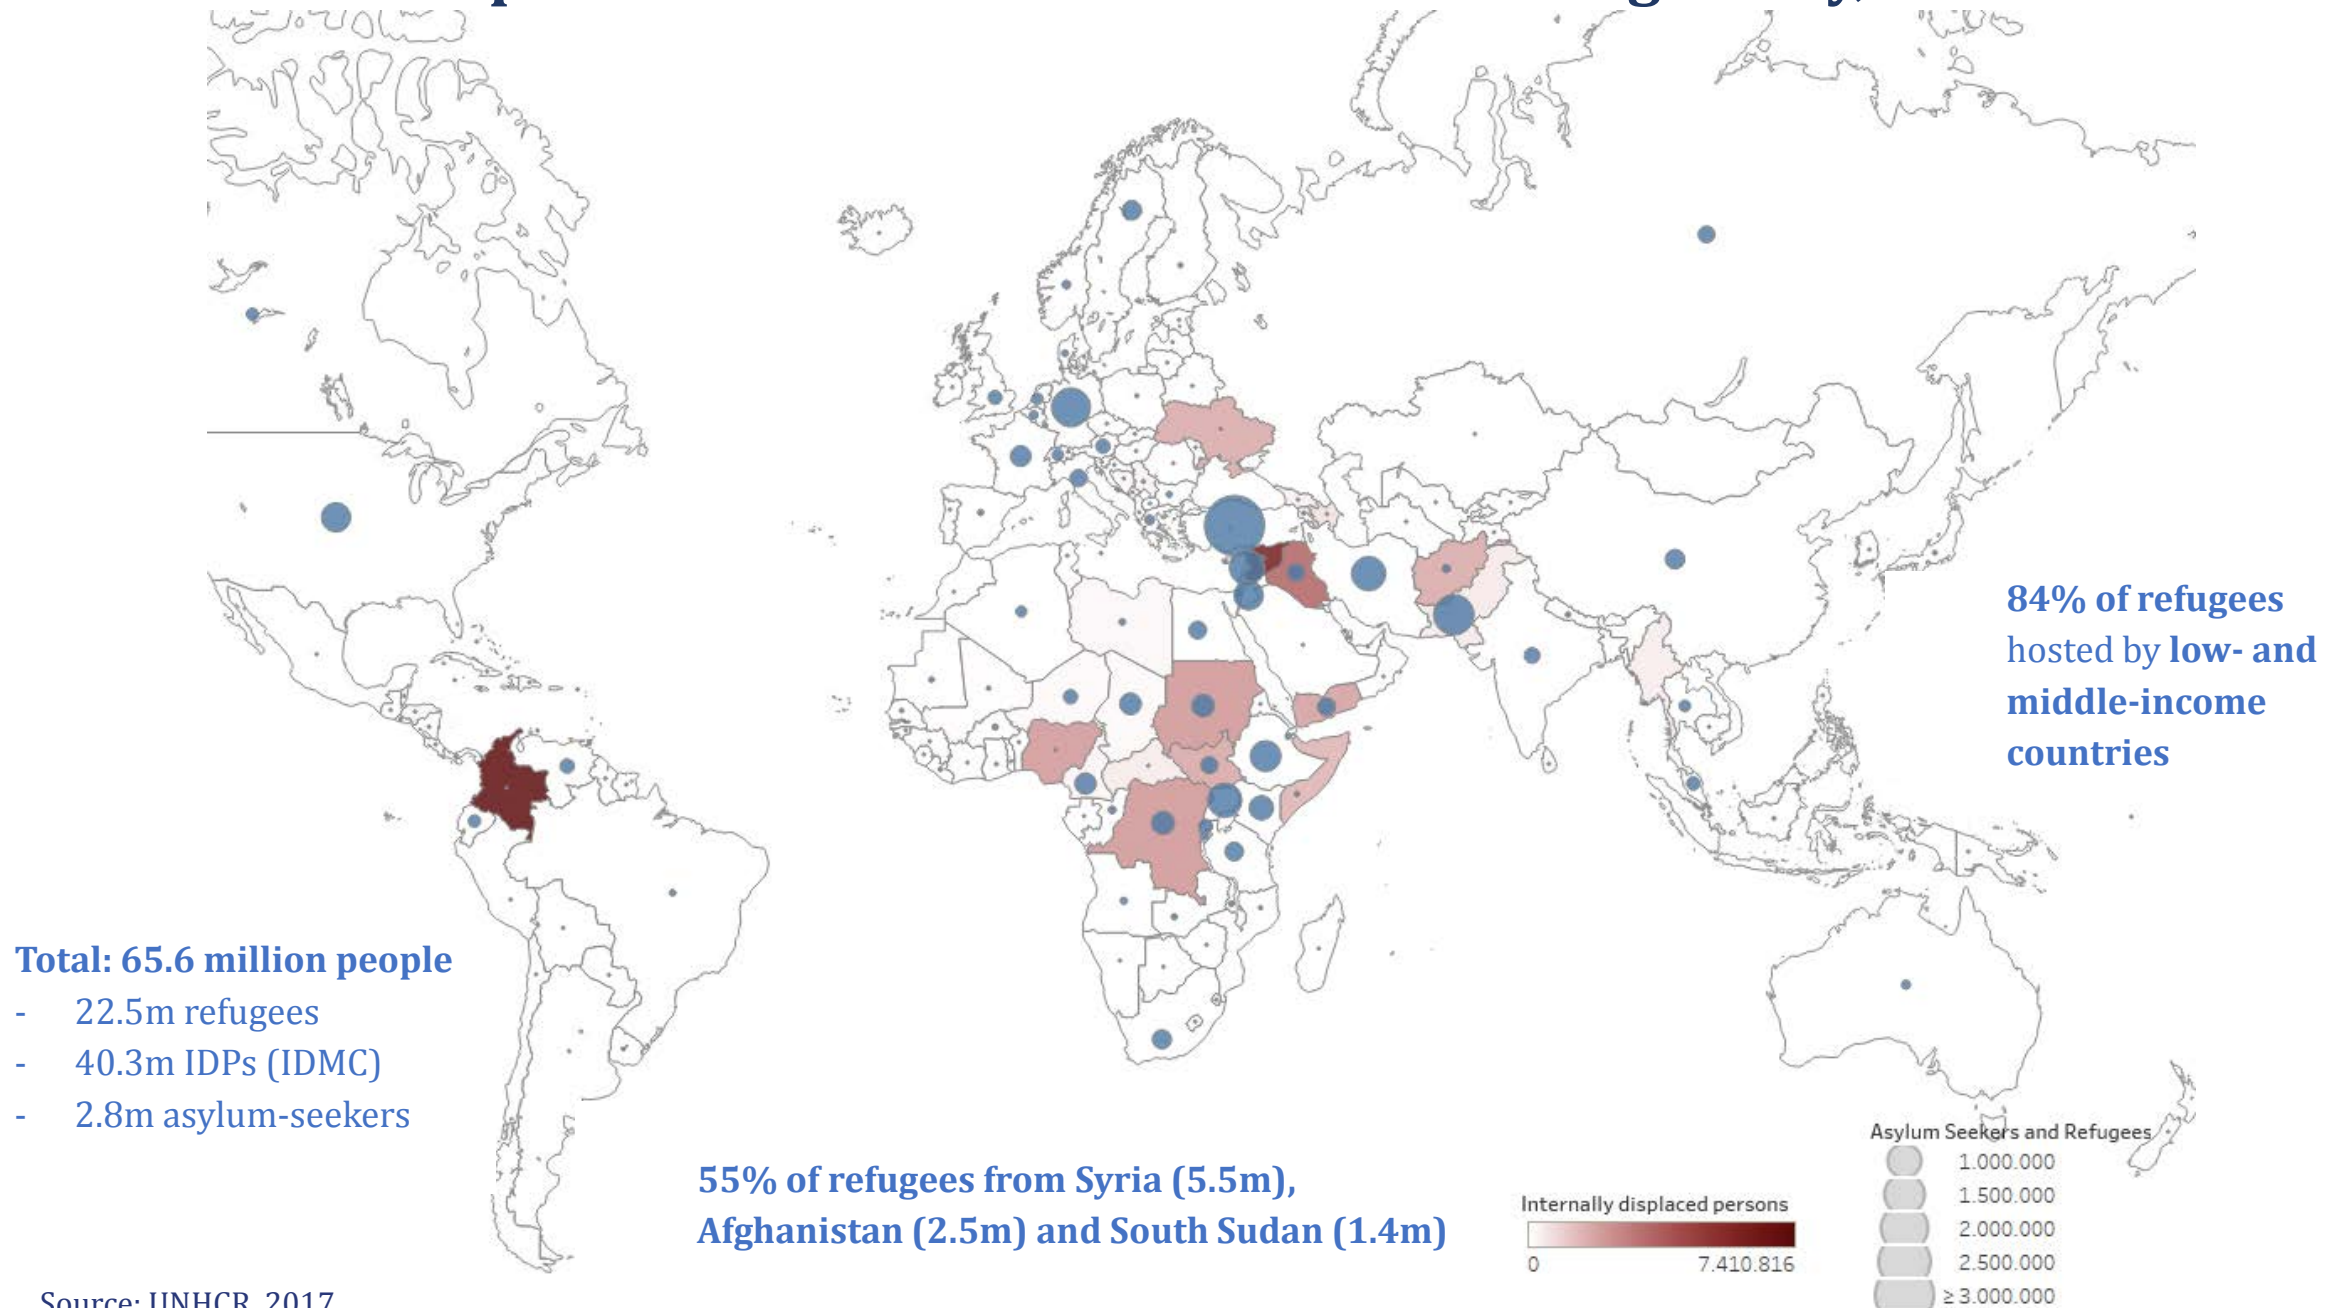 84% of refugees
hosted by low- and
middle-income
countries
Total: 65.6 million people
- 22.5m refugees
- 40.3m IDPs (IDMC)
- 2.8m asylum-seekers
55% of refugees from Syria (5.5m),
Afghanistan (2.5m) and South Sudan (1.4m)
Internally displaced persons
0 7.410.816
Asylum Seekers and Refugees
1.000.000
1.500.000
2.000.000
2.500.000
≥ 3.000.000
Source: UNHCR, 2017